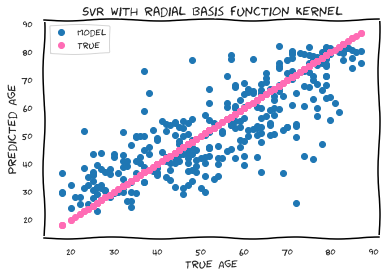 SVR WITH RADIAL BASIS FUNCTION KERNEL
MODEL
TRUE
PREDICTED AGE
90
80
70
60
50
40
30
20
20 30 40 50 60 70 80 90
TRUE AGE